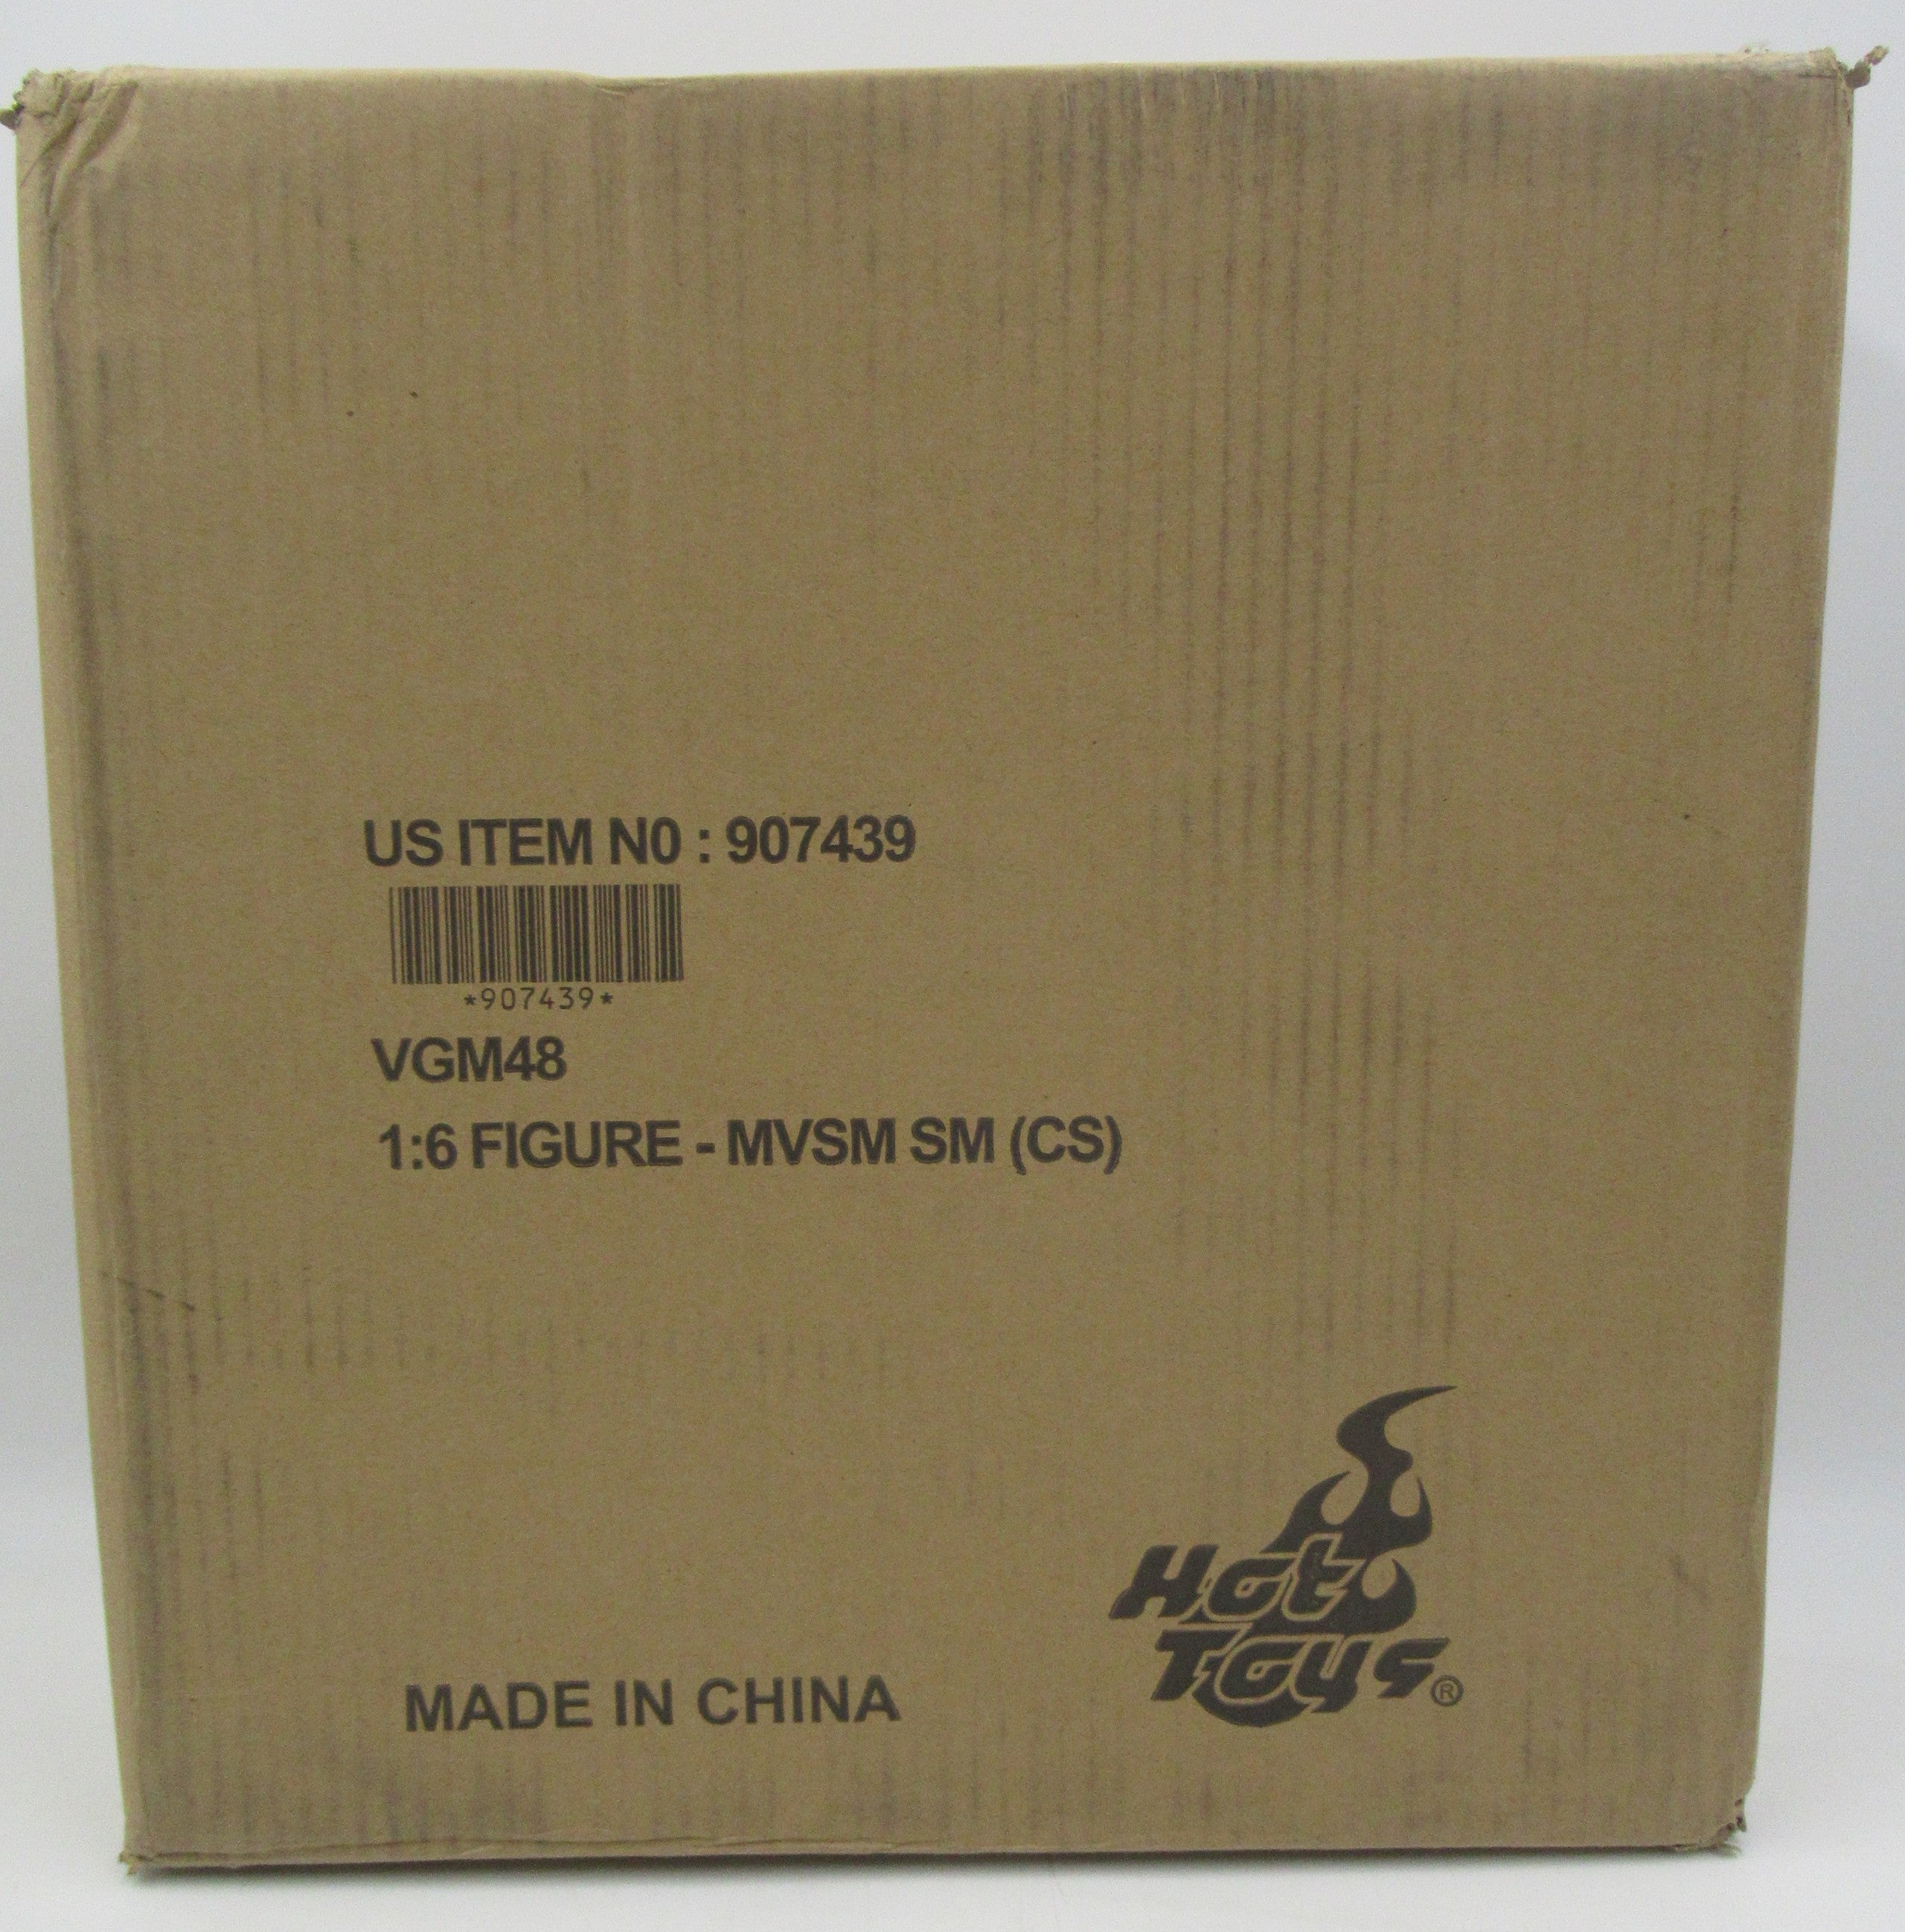 US ITEM N0 : 907439
*907439*
VGM48
1:6 FIGURE - MVSM SM (CS)
Hot
Toys®
MADE IN CHINA